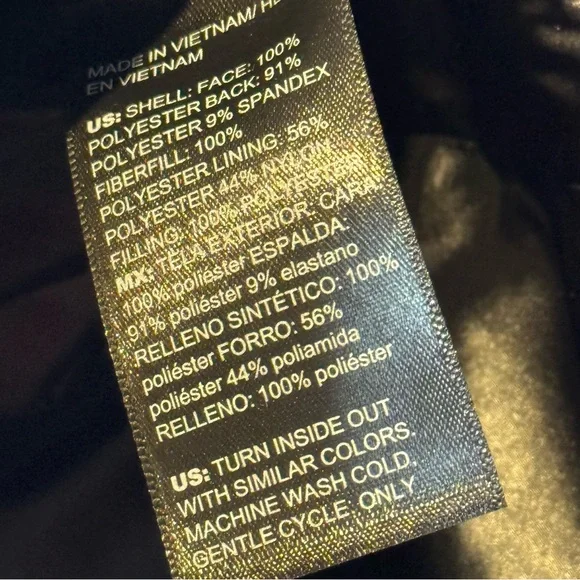 MADE IN VIETNAM/
EN VIETNAM
US: SHELL: FACE: 100%
POLYESTER BACK: 91%
POLYESTER 9% SPANDEX
FIBERFILL: 100%
POLYESTER LINING: 56%
POLYESTER 44% NYLON
FILLING: 100% POLYESTER
MX: TELA EXTERIOR: CARA:
100% poliéster ESPALDA:
91% poliéster 9% elastano
RELLENO SINTÉTICO: 100%
poliéster FORRO: 56%
poliéster 44% poliamida
RELLENO: 100% poliéster
US: TURN INSIDE OUT
WITH SIMILAR COLORS.
MACHINE WASH COLD,
GENTLE CYCLE. ONLY